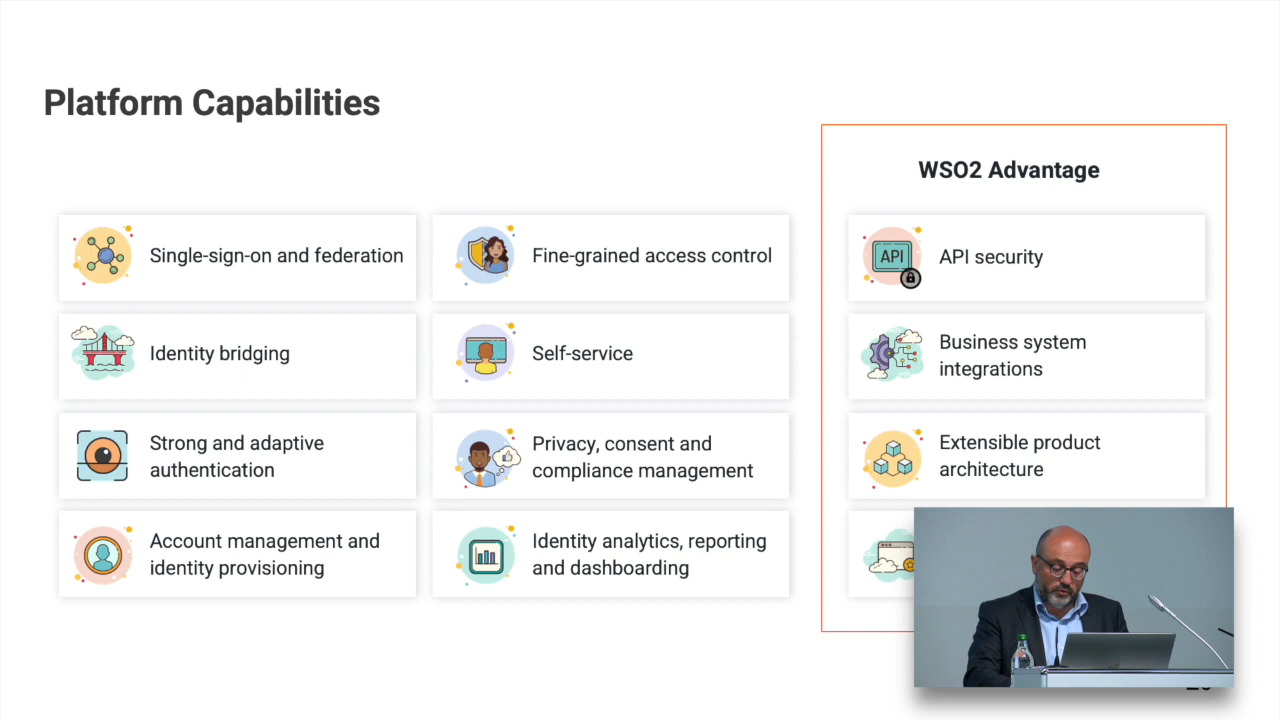 Platform Capabilities
WSO2 Advantage
Single-sign-on and federation
Fine-grained access control
API
API security
Identity bridging
Self-service
Business system
integrations
Strong and adaptive
authentication
Privacy, consent and
compliance management
Extensible product
architecture
Account management and
identity provisioning
Identity analytics, reporting
and dashboarding